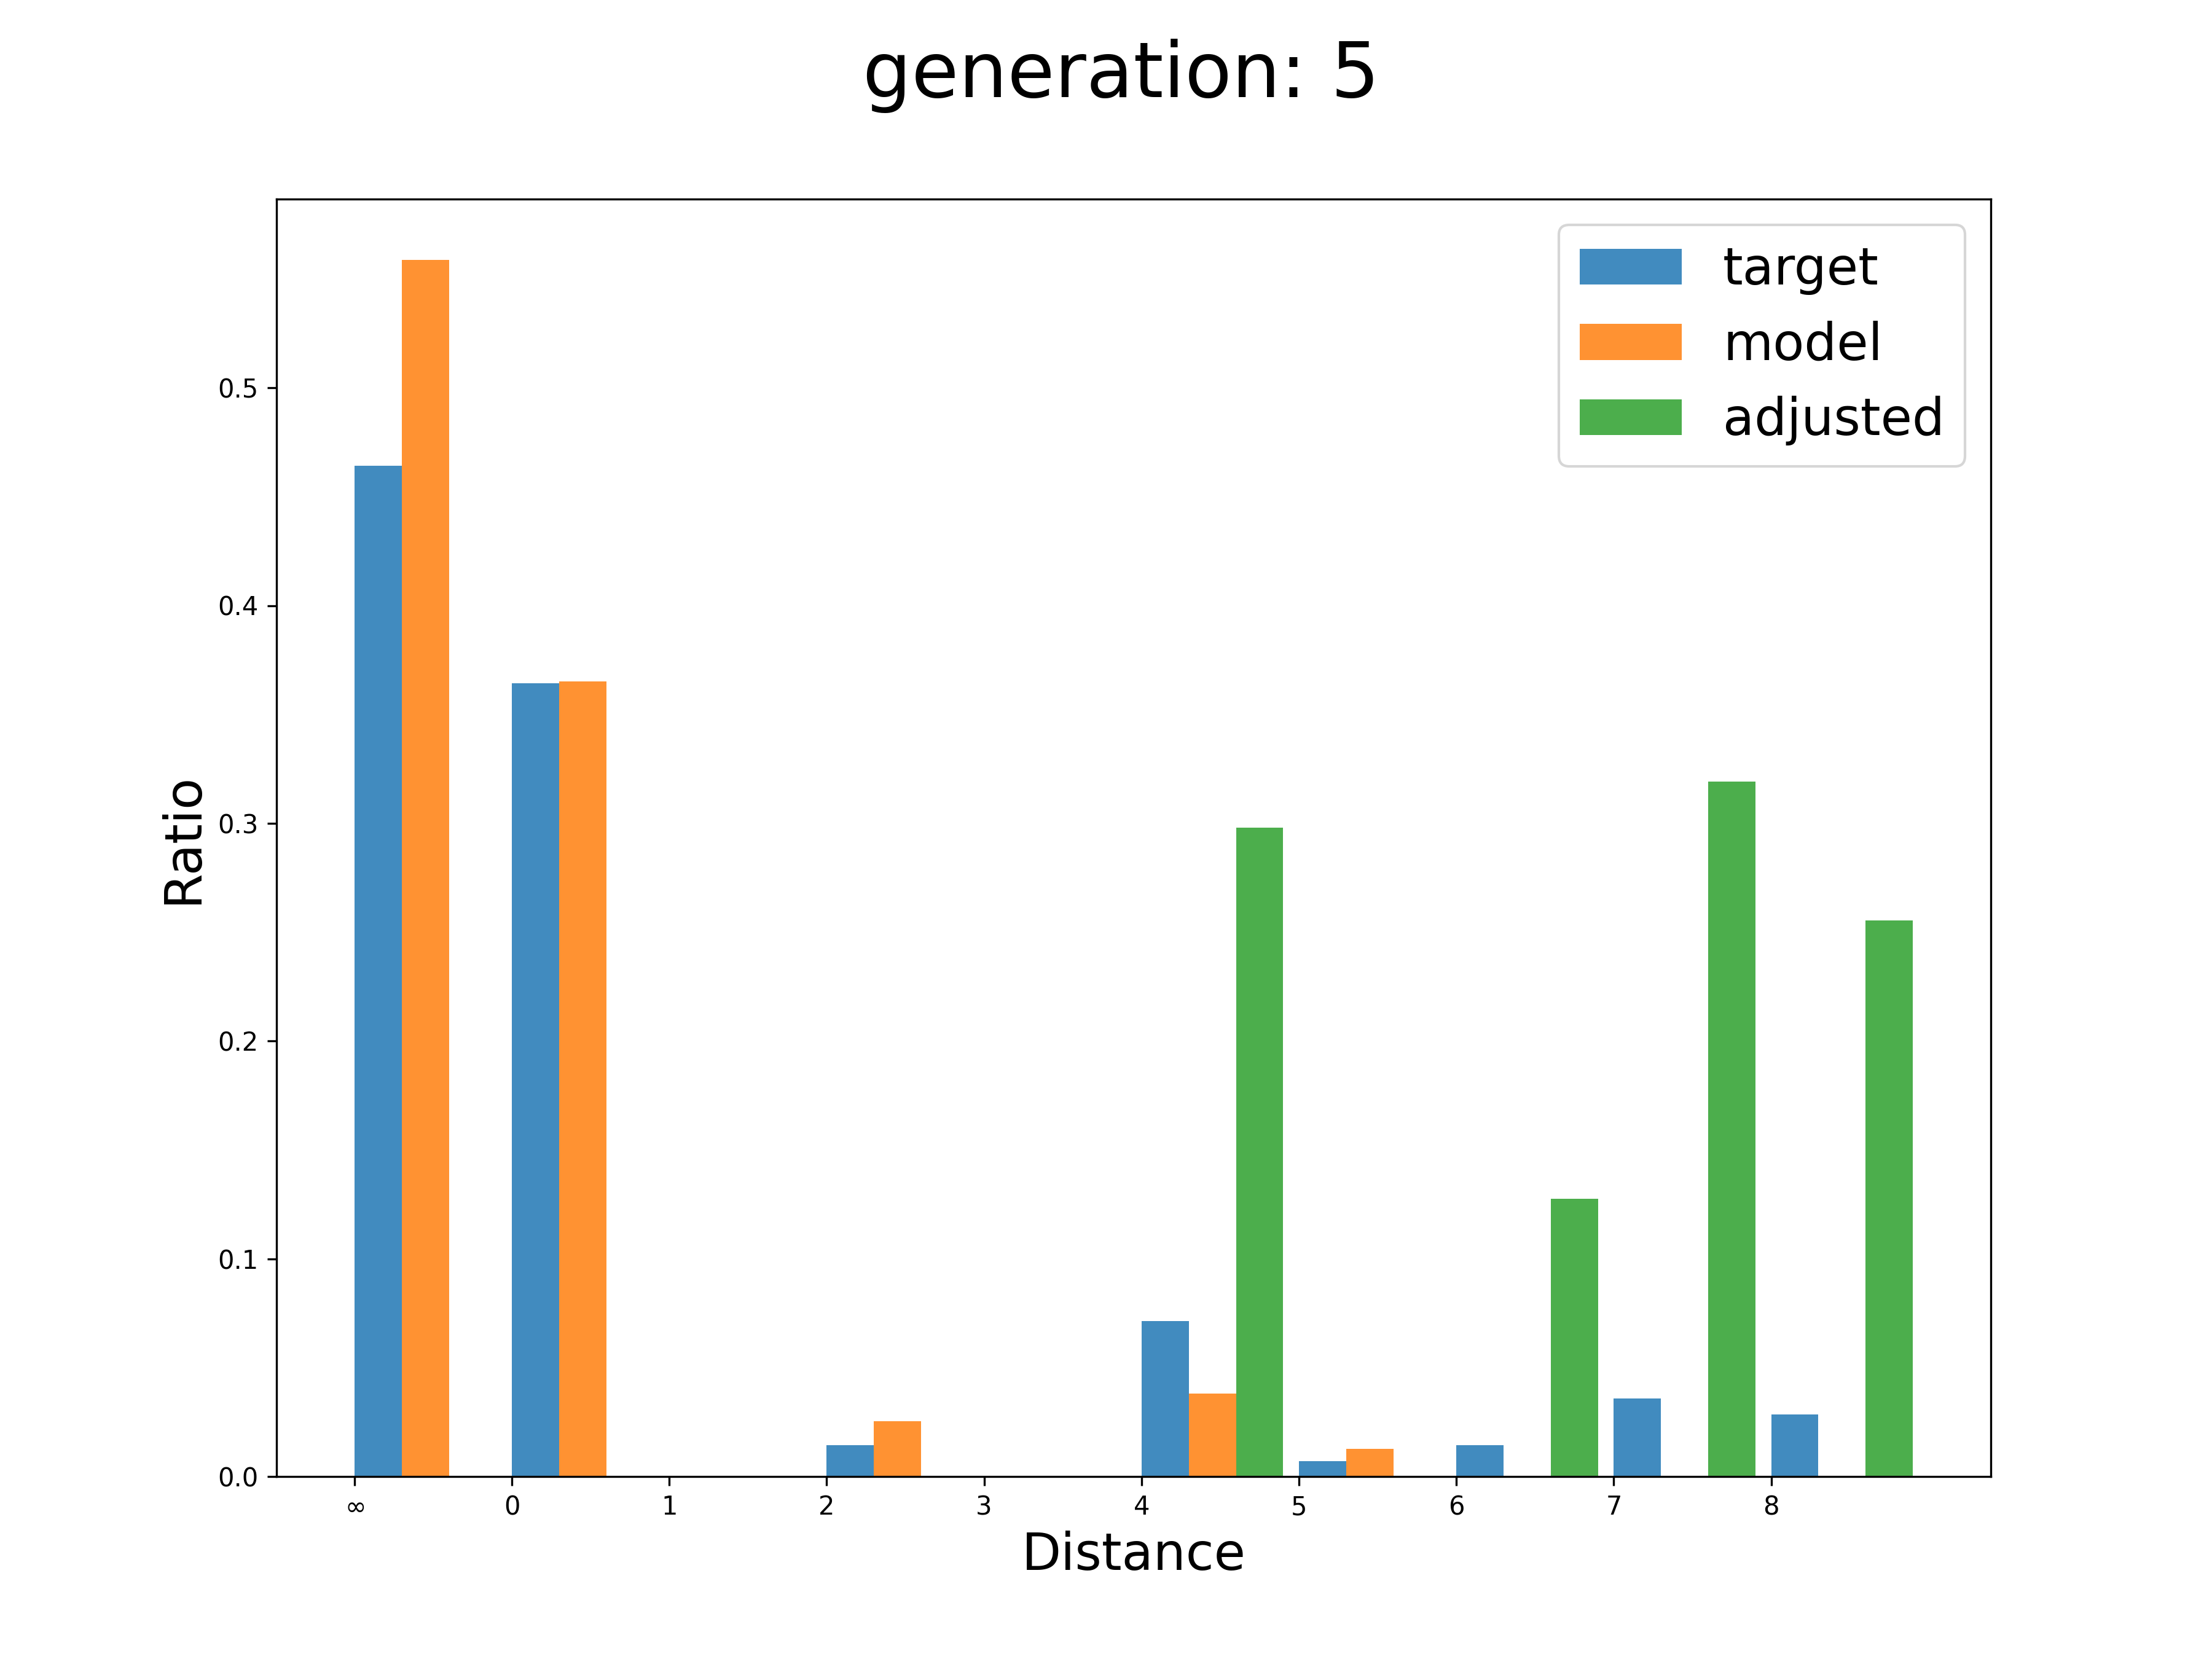 generation: 5
target
model
adjusted
Ratio
0.5
0.4
0.3
0.2
0.1
0.0
∞ 0 1 2 3 4 5 6 7 8
Distance